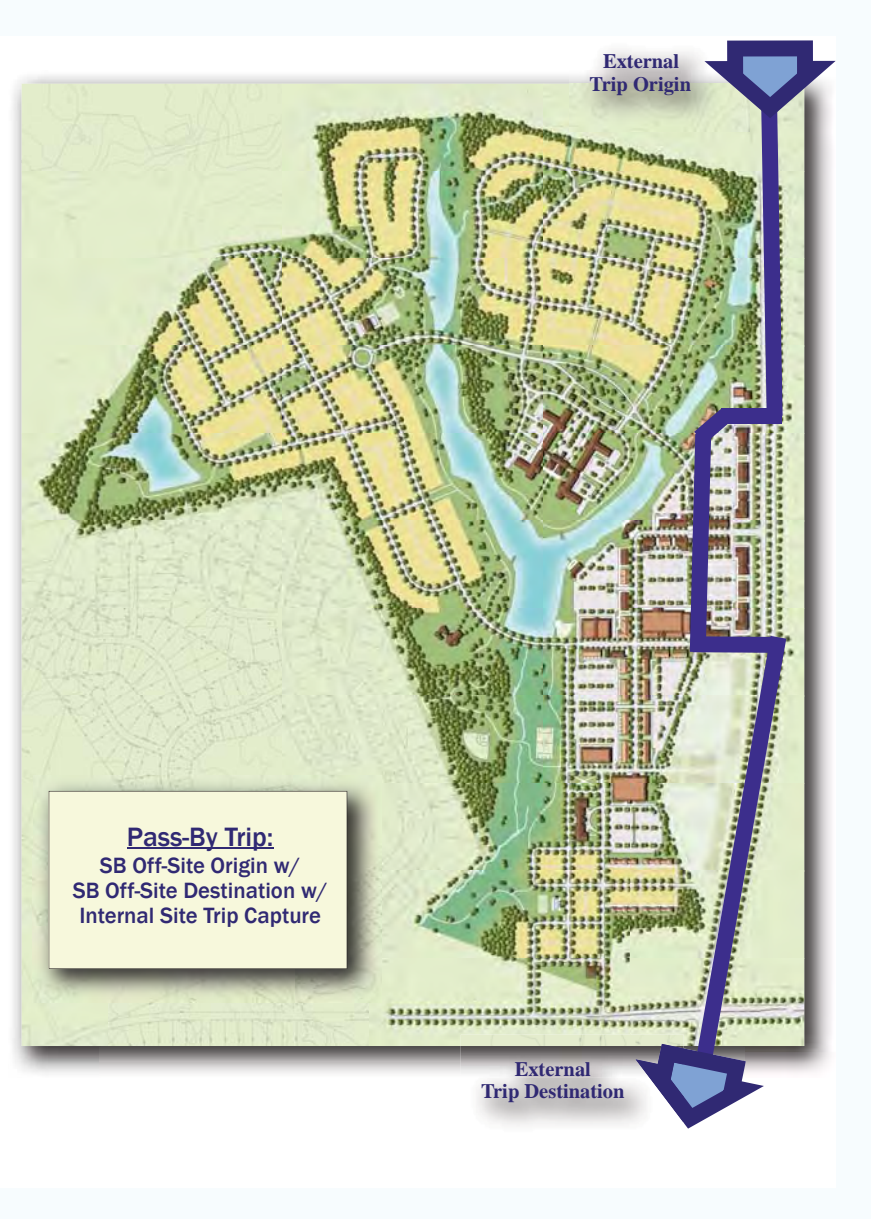 External
Trip Origin
Pass-By Trip:
SB Off-Site Origin w/
SB Off-Site Destination w/
Internal Site Trip Capture
External
Trip Destination